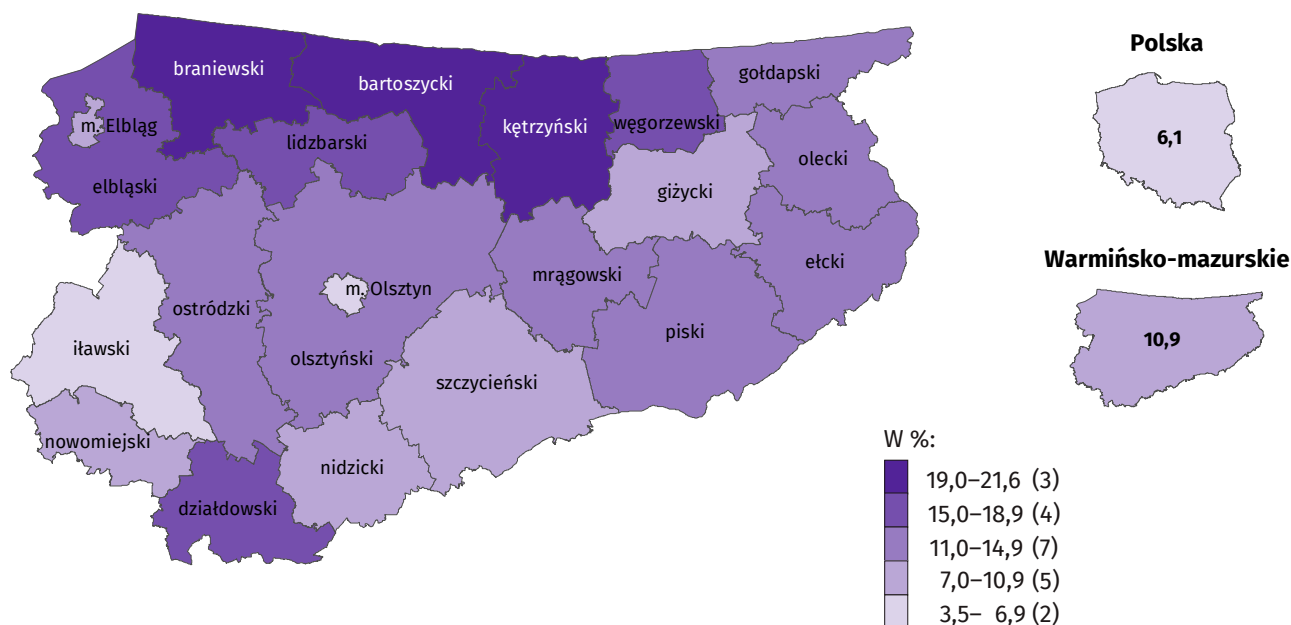 braniewski
bartoszycki
gołdapski
m. Elbląg
kętrzyński
węgorzewski
lidzbarski
olecki
elbląski
giżycki
ełcki
mrągowski
m. Olsztyn
ostródzki
piski
iławski
olsztyński
szczycieński
nowomiejski
nidzicki
działdowski
Polska
6,1
Warmińsko-mazurskie
10,9
W %:
19,0–21,6 (3)
15,0–18,9 (4)
11,0–14,9 (7)
7,0–10,9 (5)
3,5– 6,9 (2)